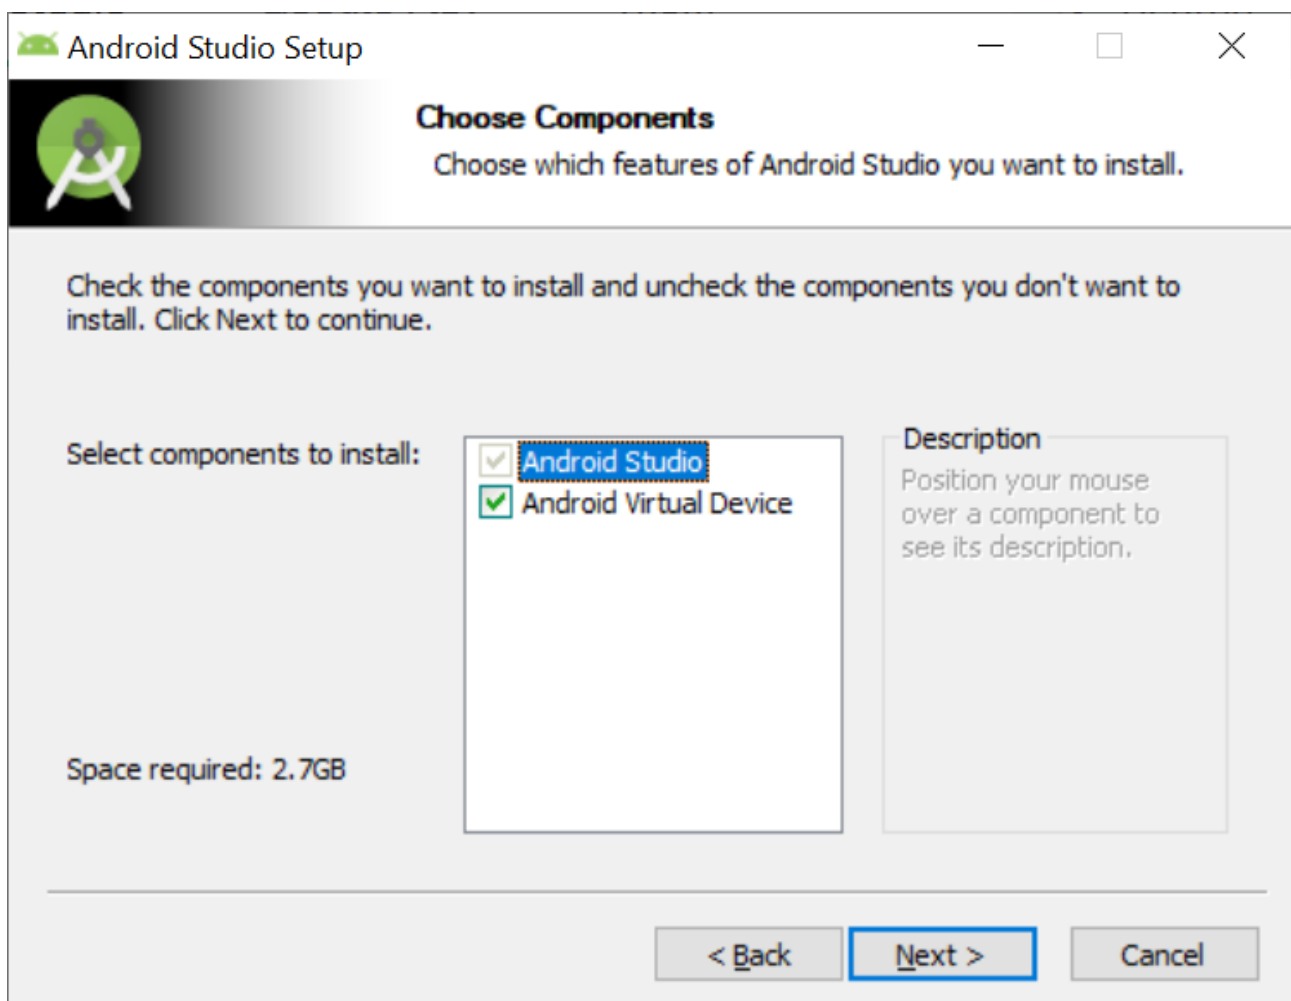 Android Studio Setup
Choose Components
Choose which features of Android Studio you want to install.
Check the components you want to install and uncheck the components you don't want to
install. Click Next to continue.
Select components to install:
Android Studio
Android Virtual Device
Description
Position your mouse
over a component to
see its description.
Space required: 2.7GB
< Back
Next >
Cancel